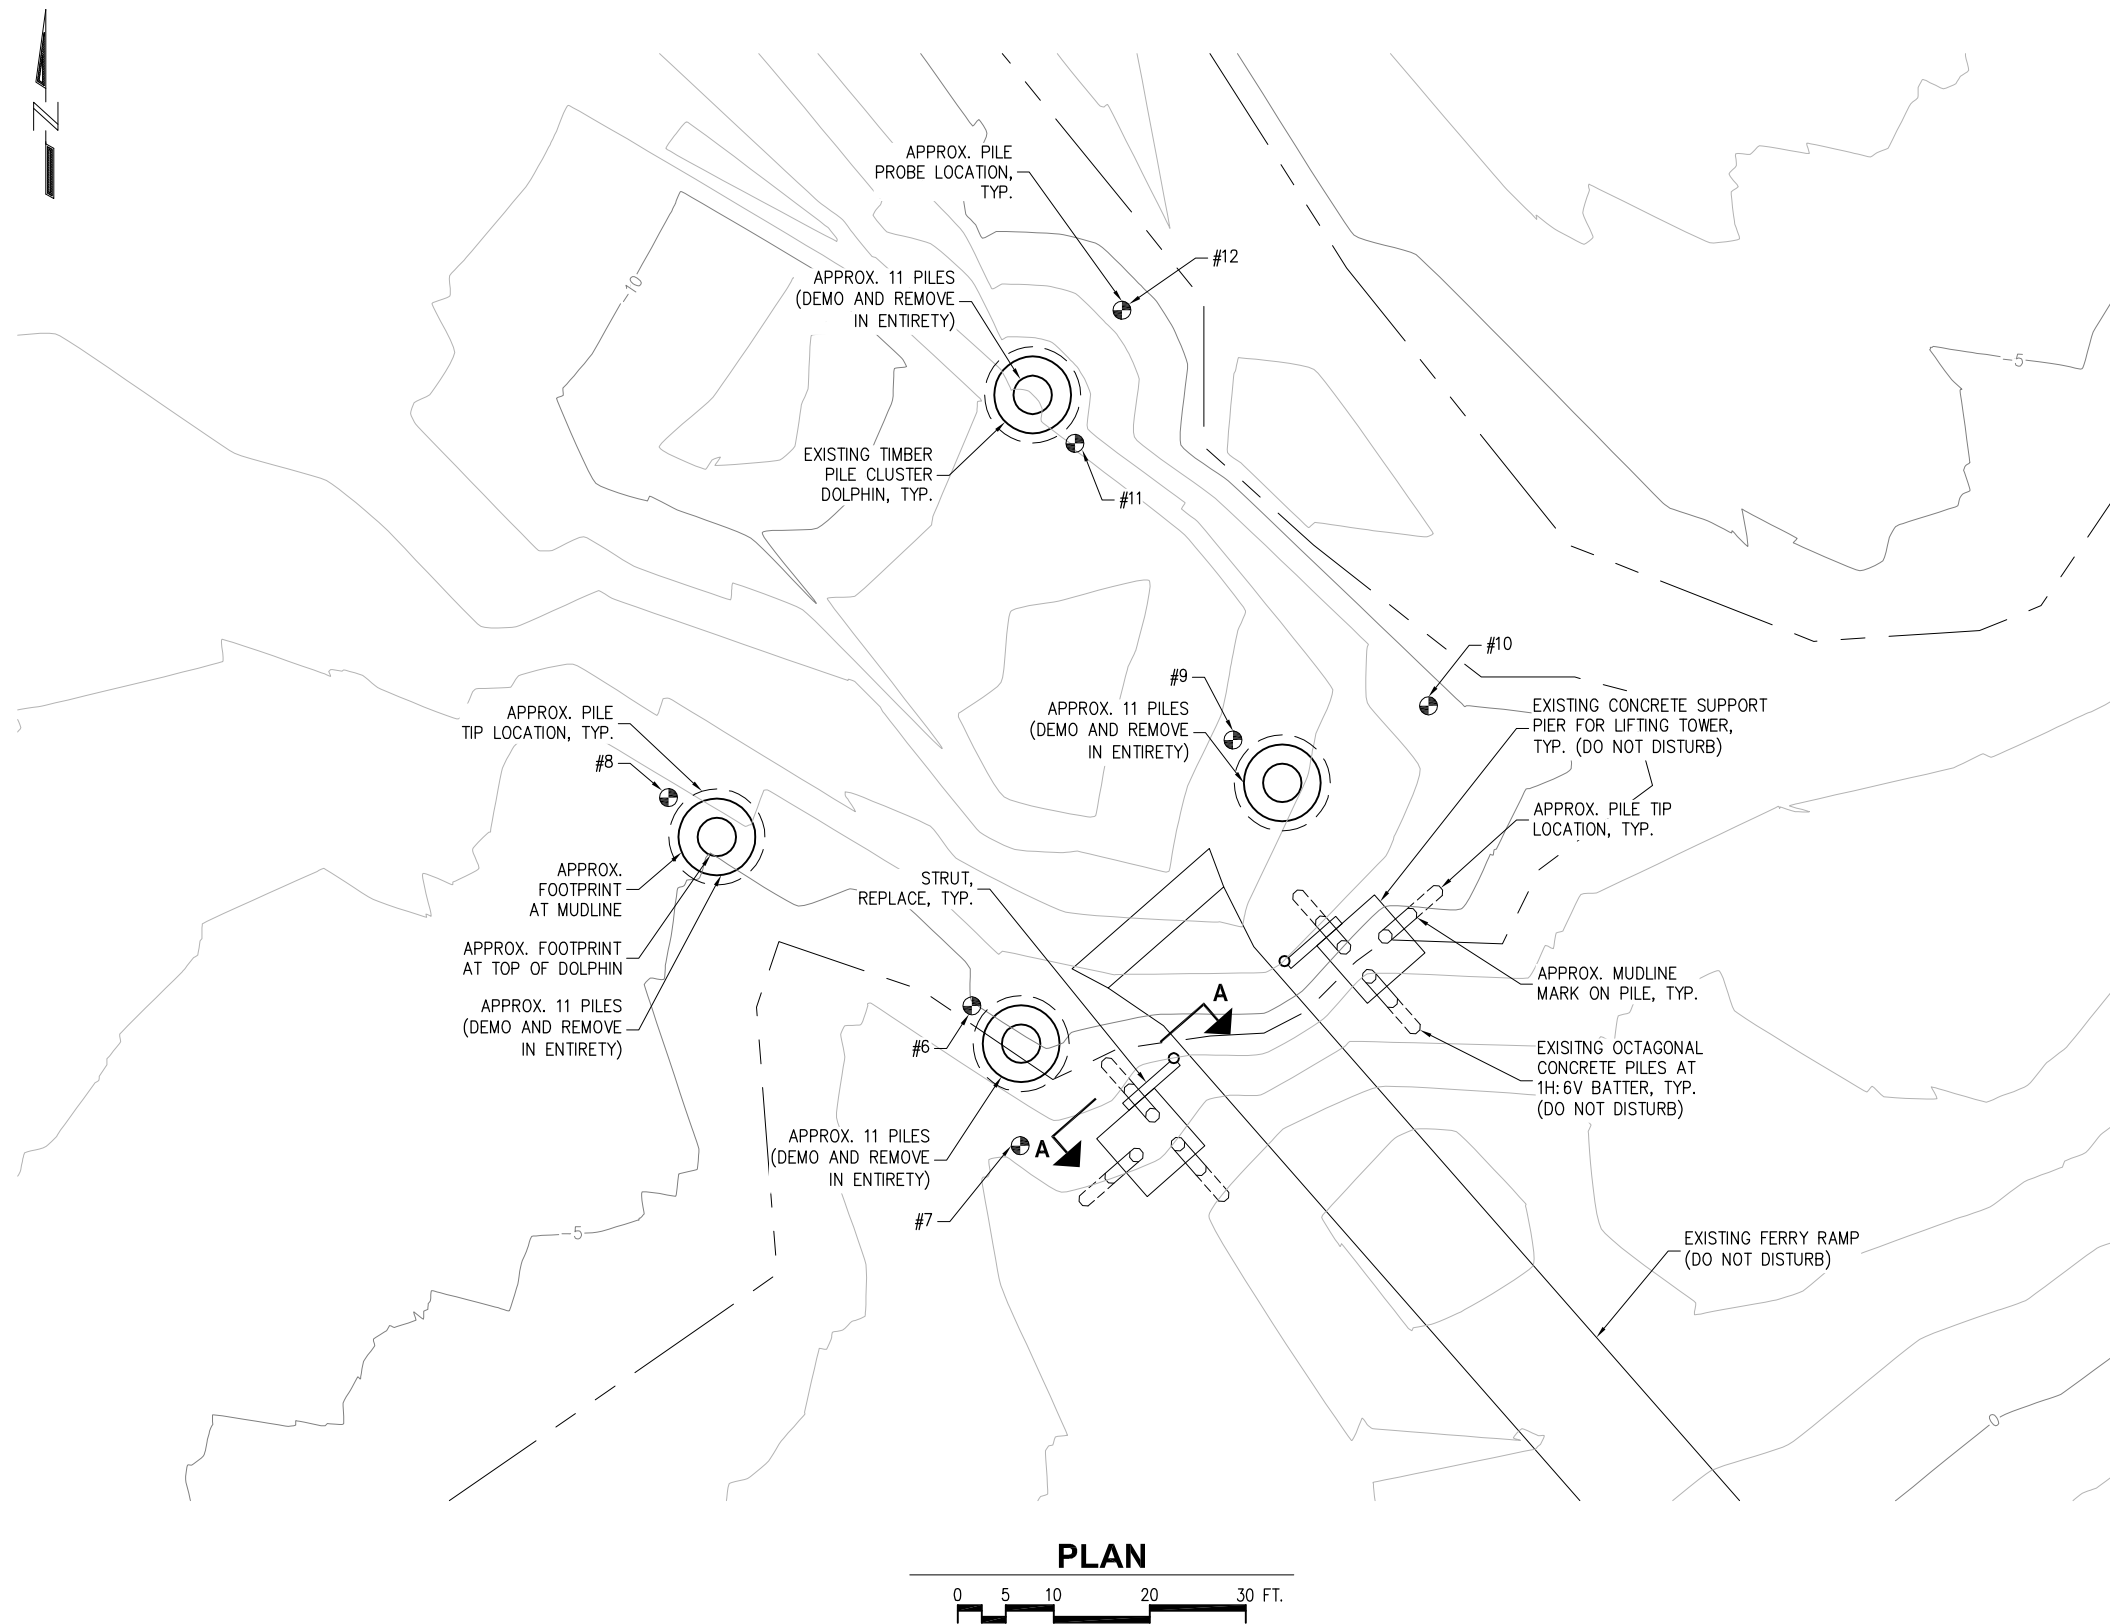 N
APPROX. PILE
PROBE LOCATION,
TYP.
#12
APPROX. 11 PILES
(DEMO AND REMOVE
IN ENTIRETY)
-10
-5
EXISTING TIMBER
PILE CLUSTER
DOLPHIN, TYP.
#11
#10
#9
APPROX. 11 PILES
(DEMO AND REMOVE
IN ENTIRETY)
EXISTING CONCRETE SUPPORT
PIER FOR LIFTING TOWER,
TYP. (DO NOT DISTURB)
APPROX. PILE
TIP LOCATION, TYP.
#8
APPROX. PILE TIP
LOCATION, TYP.
APPROX.
FOOTPRINT
AT MUDLINE
STRUT,
REPLACE, TYP.
APPROX. FOOTPRINT
AT TOP OF DOLPHIN
APPROX. MUDLINE
MARK ON PILE, TYP.
APPROX. 11 PILES
(DEMO AND REMOVE
IN ENTIRETY)
A
#6
EXISITNG OCTAGONAL
CONCRETE PILES AT
1H:6V BATTER, TYP.
(DO NOT DISTURB)
APPROX. 11 PILES
(DEMO AND REMOVE
IN ENTIRETY)
A
#7
-5
EXISTING FERRY RAMP
(DO NOT DISTURB)
0
PLAN
0 5 10 20 30 FT.